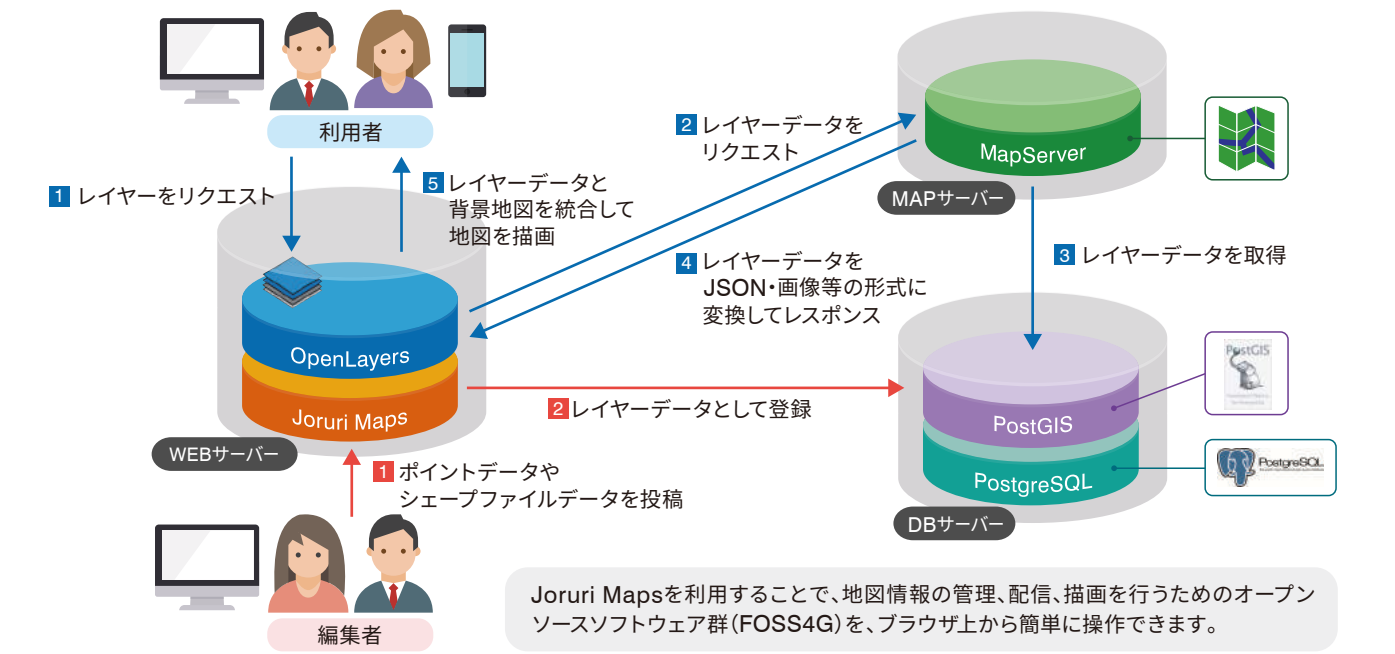 利用者
1 レイヤーをリクエスト
5 レイヤーデータと
背景地図を統合して
地図を描画
2 レイヤーデータを
リクエスト
4 レイヤーデータを
JSON・画像等の形式に
変換してレスポンス
MapServer
MAPサーバー
3 レイヤーデータを取得
OpenLayers
Joruri Maps
WEBサーバー
2 レイヤーデータとして登録
PostGIS
PostGIS
PostgreSQL
PostgreSQL
DBサーバー
1 ポイントデータや
シェープファイルデータを投稿
編集者
Joruri Mapsを利用することで、地図情報の管理、配信、描画を行うためのオープン
ソースソフトウェア群（FOSS4G）を、ブラウザ上から簡単に操作できます。